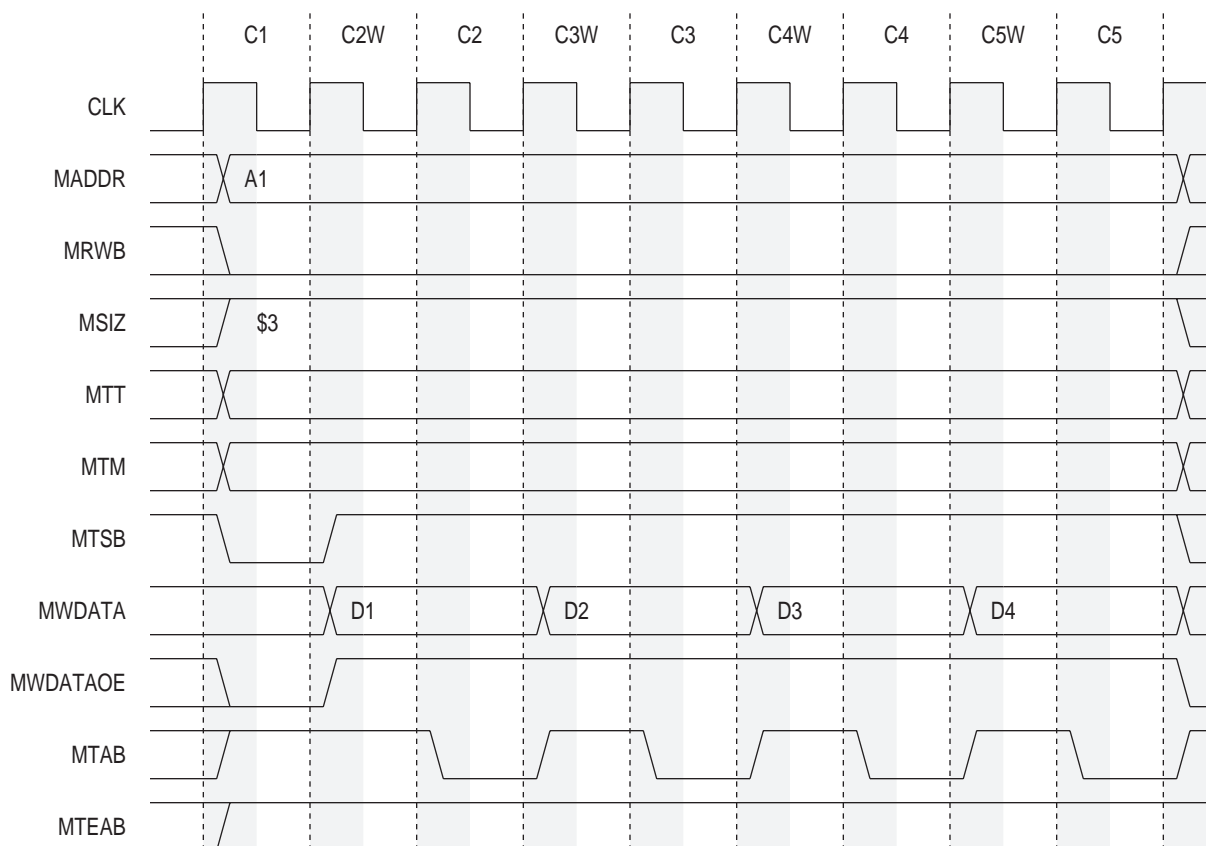 C1 C2W C2 C3W C3 C4W C4 C5W C5
CLK
MADDR A1
MRWB
MSIZ $3
MTT
MTM
MTSB
MWDATA D1 D2 D3 D4
MWDATAOE
MTAB
MTEAB